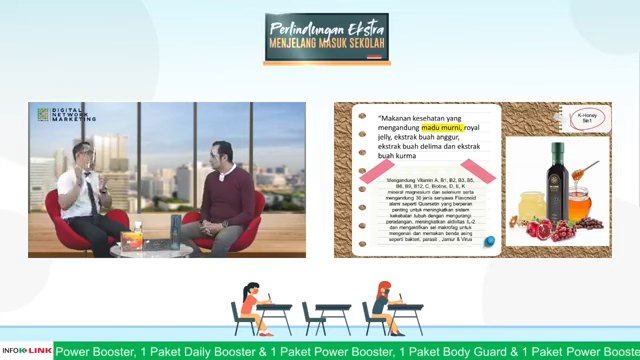 Perlindungan Ekstra
MENJELANG MASUK SEKOLAH
DIGITAL
NETWORK
MARKETING
"Makanan kesehatan yang
mengandung madu murni, royal
jelly, ekstrak buah anggur,
ekstrak buah delima dan ekstrak
buah kurma
K-Honey
5in1
Mengandung Vitamin A, B1, B2, B3, B5,
B6, B9, B12, C, Biotine, D, E, K
mineral magnesium dan selenium serta
mengandung 30 jenis senyawa Flavonoid
alami seperti Quersetin yang berperan
penting untuk meningkatkan sistem
kekebalan tubuh dengan mengurangi
peradangan, meningkatkan aktivitas IL-2
dan mengaktifkan sel makrofag untuk
mengenali dan memakan benda asing
seperti bakteri, parasit , Jamur & Virus
INFO K-LINK
Power Booster, 1 Paket Daily Booster & 1 Paket Power Booster, 1 Paket Body Guard & 1 Paket Power Booste